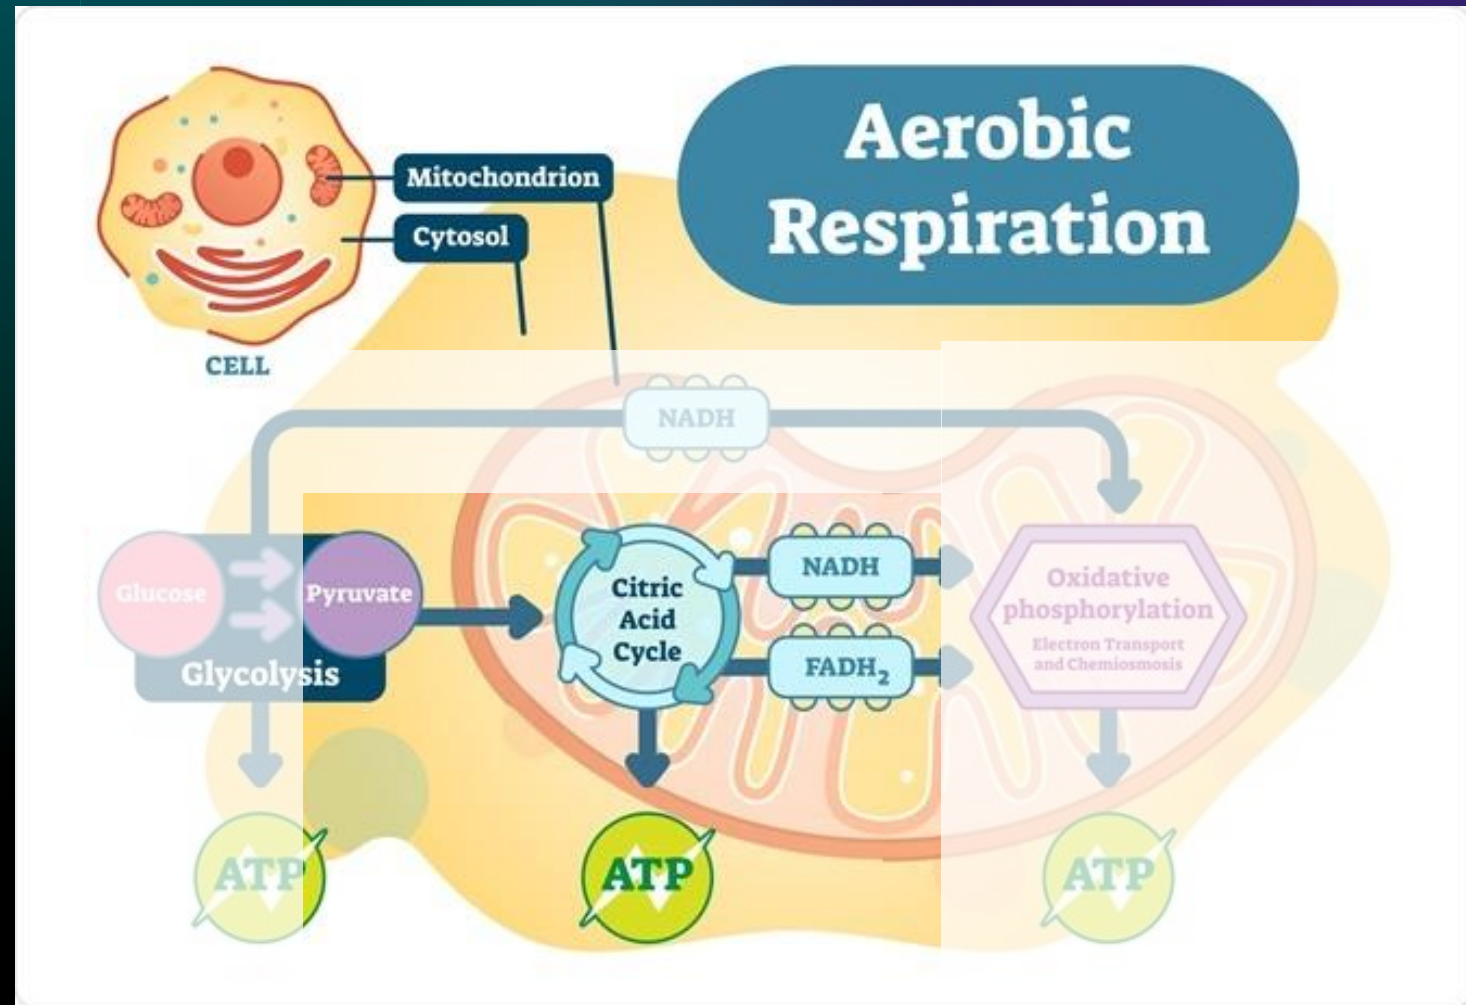 Aerobic
Respiration
Mitochondrion
Cytosol
CELL
NADH
Glucose
Pyruvate
Glycolysis
Citric
Acid
Cycle
NADH
FADH₂
Oxidative
phosphorylation
Electron Transport
and Chemiosmosis
ATP
ATP
ATP